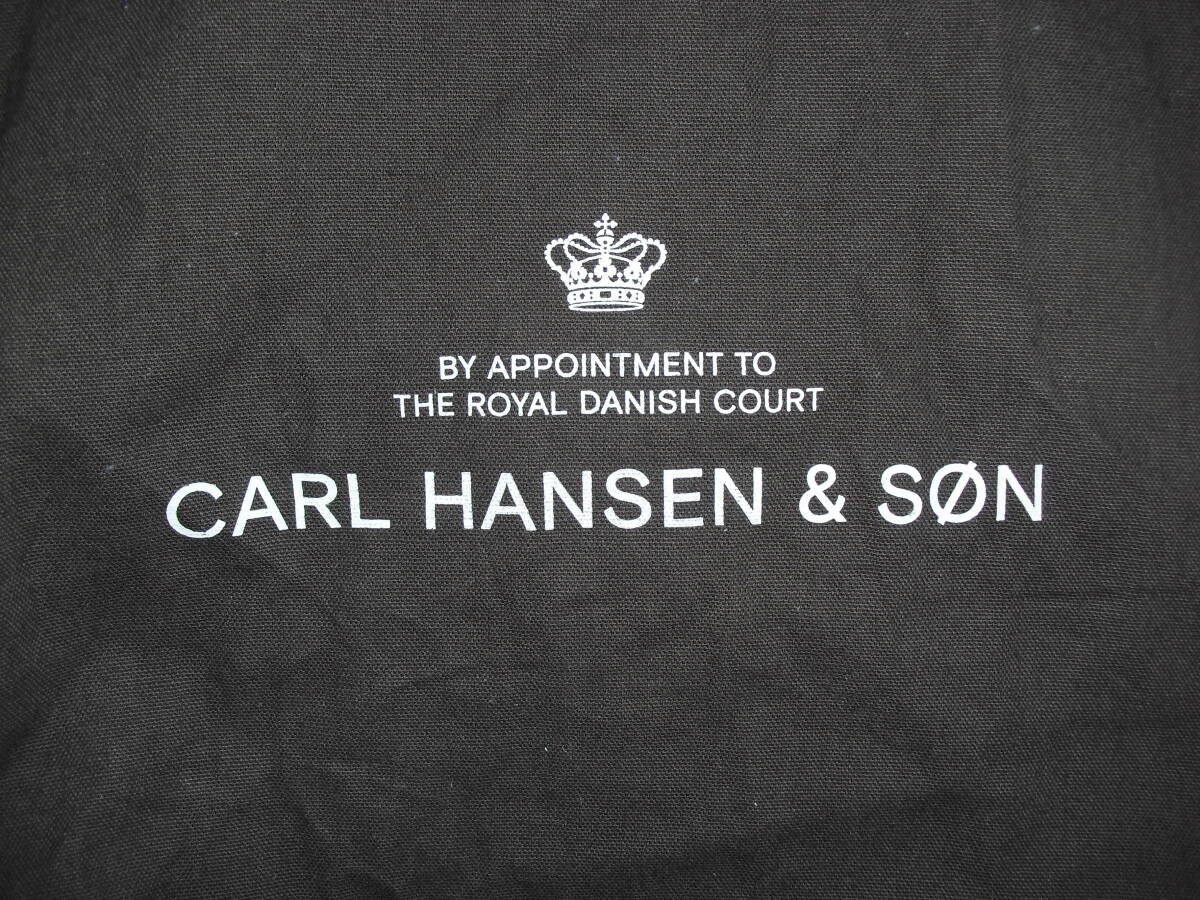 BY APPOINTMENT TO
THE ROYAL DANISH COURT
CARL HANSEN & SØN